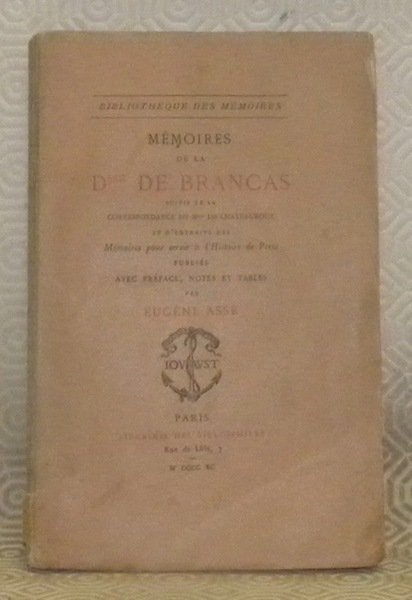 BIBLIOTHÈQUE DES MÉMOIRES
MÉMOIRES
DE LA
Dsse DE BRANCAS
SUIVIS DE LA
CORRESPONDANCE DE Mme DE CHATEAUROUX
ET D'EXTRAITS DES
Mémoires pour servir à l'Histoire de Perse
PUBLIÉS
AVEC PRÉFACE, NOTES ET TABLES
PAR
EUGÈNE ASSE
IOVAVST
PARIS
LIBRAIRIE DES BIBLIOPHILES
Rue de Lille, 7
M DCCC XC